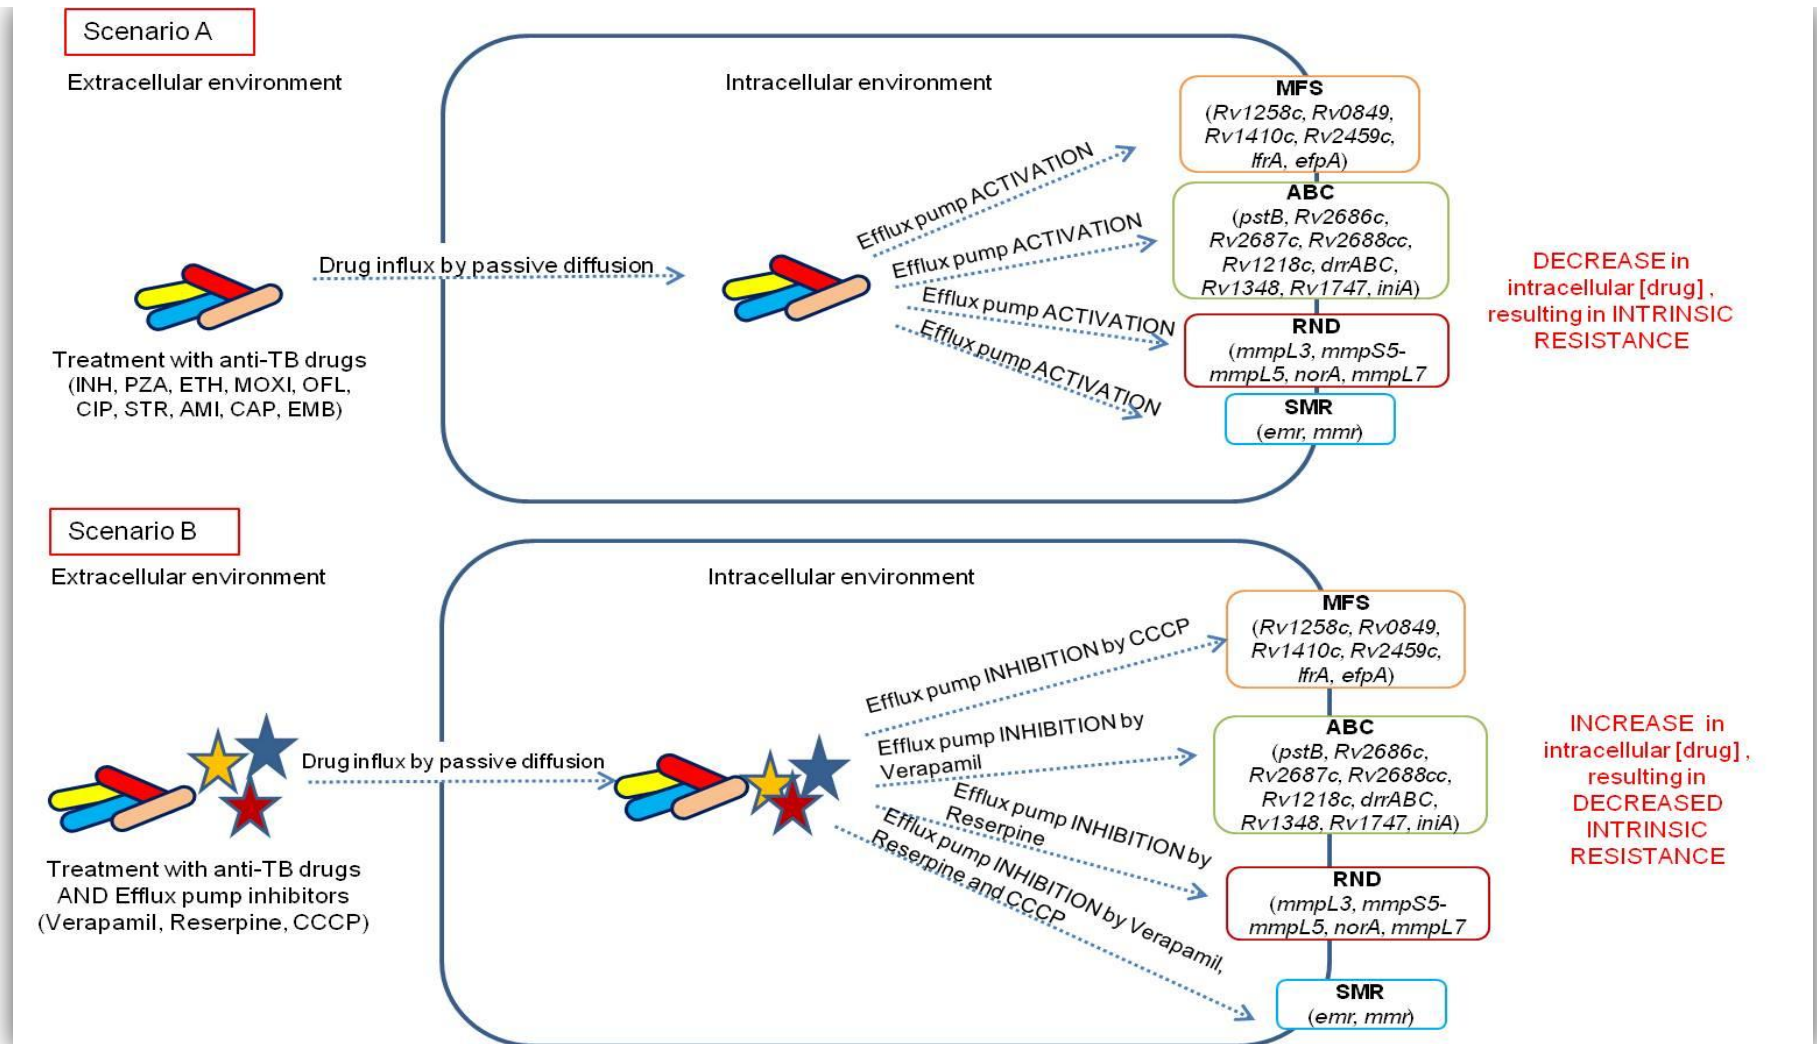 Scenario A
Extracellular environment
Intracellular environment
Drug influx by passive diffusion
Treatment with anti-TB drugs
(INH, PZA, ETH, MOXI, OFL,
CIP, STR, AMI, CAP, EMB)
Efflux pump ACTIVATION
Efflux pump ACTIVATION
Efflux pump ACTIVATION
Efflux pump ACTIVATION
MFS
(Rv1258c, Rv0849,
Rv1410c, Rv2459c,
lfrA, efpA)
ABC
(pstB, Rv2686c,
Rv2687c, Rv2688cc,
Rv1218c, drrABC,
Rv1348, Rv1747, iniA)
RND
(mmpL3, mmpS5-
mmpL5, norA, mmpL7
SMR
(emr, mmr)
DECREASE in
intracellular [drug] ,
resulting in INTRINSIC
RESISTANCE
Scenario B
Extracellular environment
Intracellular environment
Drug influx by passive diffusion
Treatment with anti-TB drugs
AND Efflux pump inhibitors
(Verapamil, Reserpine, CCCP)
Efflux pump INHIBITION by CCCP
Efflux pump INHIBITION by
Verapamil
Efflux pump INHIBITION by
Reserpine
Efflux pump INHIBITION by Verapamil,
Reserpine and CCCP
MFS
(Rv1258c, Rv0849,
Rv1410c, Rv2459c,
lfrA, efpA)
ABC
(pstB, Rv2686c,
Rv2687c, Rv2688cc,
Rv1218c, drrABC,
Rv1348, Rv1747, iniA)
RND
(mmpL3, mmpS5-
mmpL5, norA, mmpL7
SMR
(emr, mmr)
INCREASE in
intracellular [drug] ,
resulting in
DECREASED
INTRINSIC
RESISTANCE